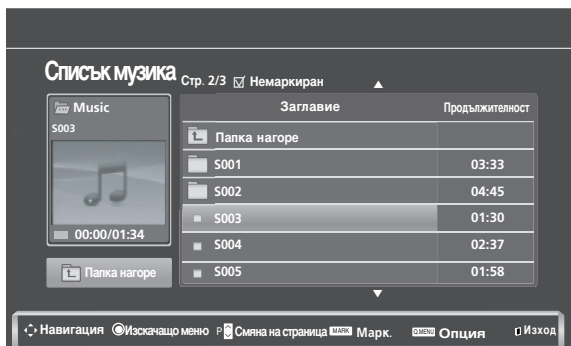 Списък музика Стр. 2/3 Немаркиран
Music
S003
00:00/01:34
Папка нагоре
Заглавие Продължителност
Папка нагоре
S001 03:33
S002 04:45
S003 01:30
S004 02:37
S005 01:58
Навигация Изскачащо меню P Смяна на страница MARK Марк. Q.MENU Опция Изход